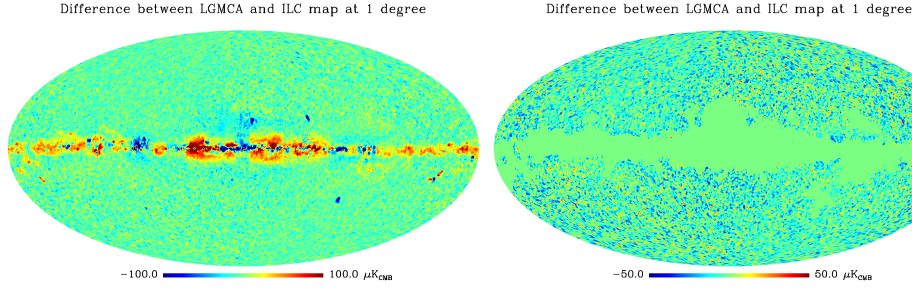 Difference between LGMCA and ILC map at 1 degree
Difference between LGMCA and ILC map at 1 degree
-100.0 100.0 μK_CMB
-50.0 50.0 μK_CMB